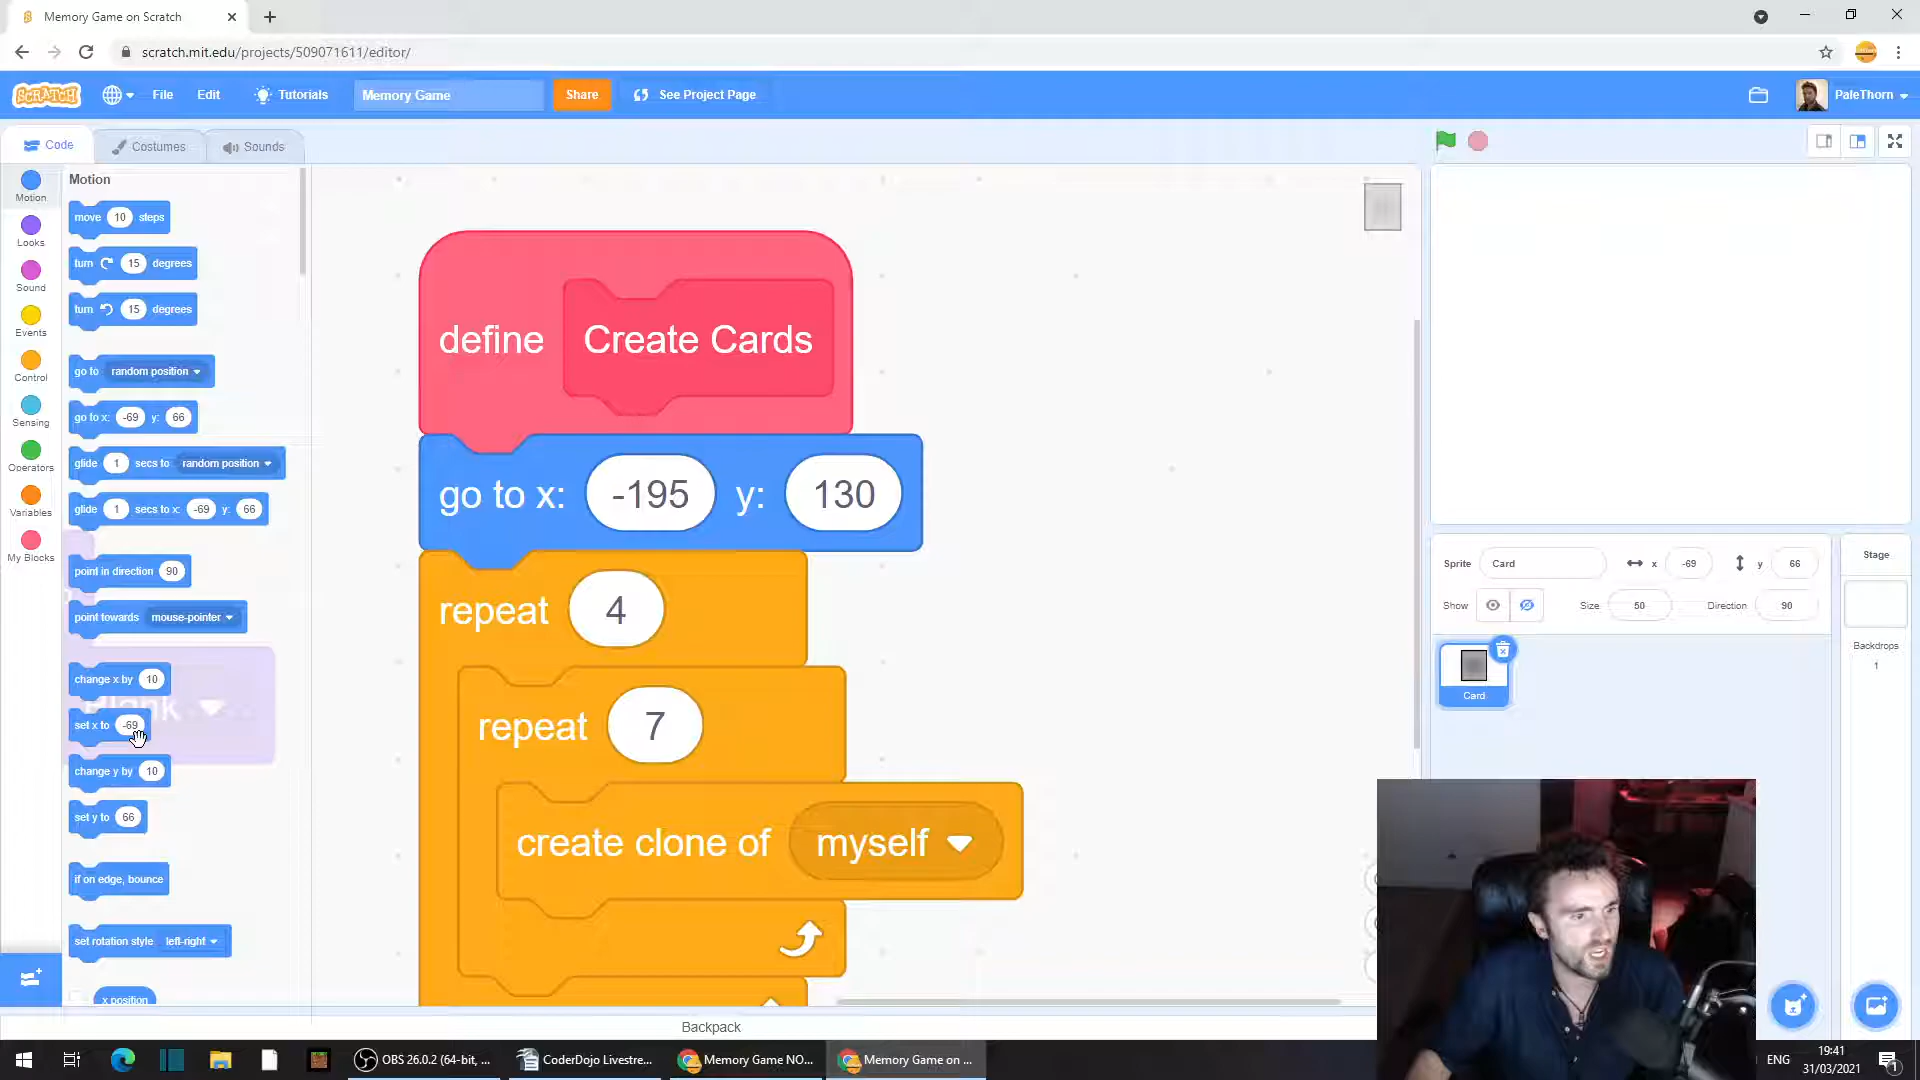 Memory Game on Scratch
scratch.mit.edu/projects/509071611/editor/
SCRATCH
File
Edit
Tutorials
Memory Game
Share
See Project Page
PaleThorn
Code
Costumes
Sounds
Motion
Looks
Sound
Events
Control
Sensing
Operators
Variables
My Blocks
Motion
move 10 steps
turn 15 degrees
turn 15 degrees
go to random position
go to x: -69 y: 66
glide 1 secs to random position
glide 1 secs to x: -69 y: 66
point in direction 90
point towards mouse-pointer
change x by 10
set x to -69
change y by 10
set y to 66
if on edge, bounce
set rotation style left-right
x position
define Create Cards
go to x: -195 y: 130
repeat 4
repeat 7
create clone of myself
Sprite Card x -69 y 66
Show Size 50 Direction 90
Card
Stage
Backdrops
1
Backpack
OBS 26.0.2 (64-bit, ...
CoderDojo Livestre...
Memory Game NO...
Memory Game on ...
ENG
19:41
31/03/2021
1